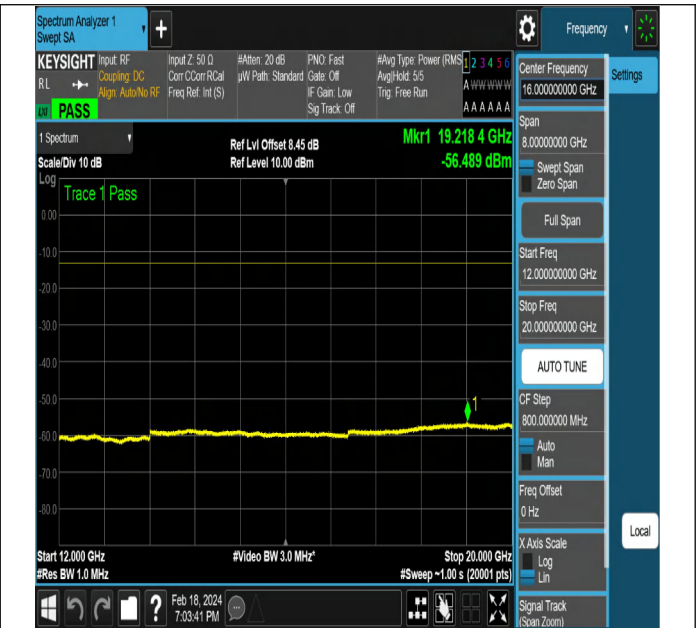 Spectrum Analyzer 1
Swept SA
Frequency
KEYSIGHT
Input: RF
Input Z: 50 Ω
#Atten: 20 dB
PNO: Fast
#Avg Type: Power (RMS
1 2 3 4 5 6
RL
Coupling: DC
Corr CCorr RCal
µW Path: Standard
Gate: Off
Avg|Hold: 5/5
A W W W W W
Align: Auto/No RF
Freq Ref: Int (S)
IF Gain: Low
Trig: Free Run
PASS
Sig Track: Off
A A A A A A
1 Spectrum
Ref Lvl Offset 8.45 dB
Mkr1 19.218 4 GHz
Scale/Div 10 dB
Ref Level 10.00 dBm
-56.489 dBm
Log
Trace 1 Pass
0.00
-10.0
-20.0
-30.0
-40.0
-50.0
-60.0
-70.0
-80.0
1
Start 12.000 GHz
#Video BW 3.0 MHz*
Stop 20.000 GHz
#Res BW 1.0 MHz
#Sweep ~1.00 s (20001 pts)
?
Feb 18, 2024
7:03:41 PM
Center Frequency
16.000000000 GHz
Settings
Span
8.00000000 GHz
Swept Span
Zero Span
Full Span
Start Freq
12.000000000 GHz
Stop Freq
20.000000000 GHz
AUTO TUNE
CF Step
800.000000 MHz
Auto
Man
Freq Offset
0 Hz
Local
X Axis Scale
Log
Lin
Signal Track
(Span Zoom)